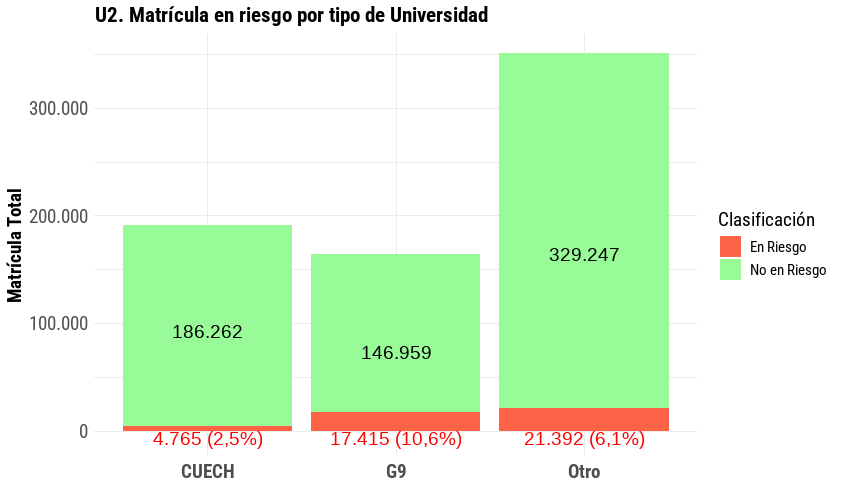 U2. Matrícula en riesgo por tipo de Universidad
Matrícula Total
300.000
200.000
100.000
0
186.262
146.959
329.247
4.765 (2,5%)
17.415 (10,6%)
21.392 (6,1%)
CUECH
G9
Otro
Clasificación
En Riesgo
No en Riesgo